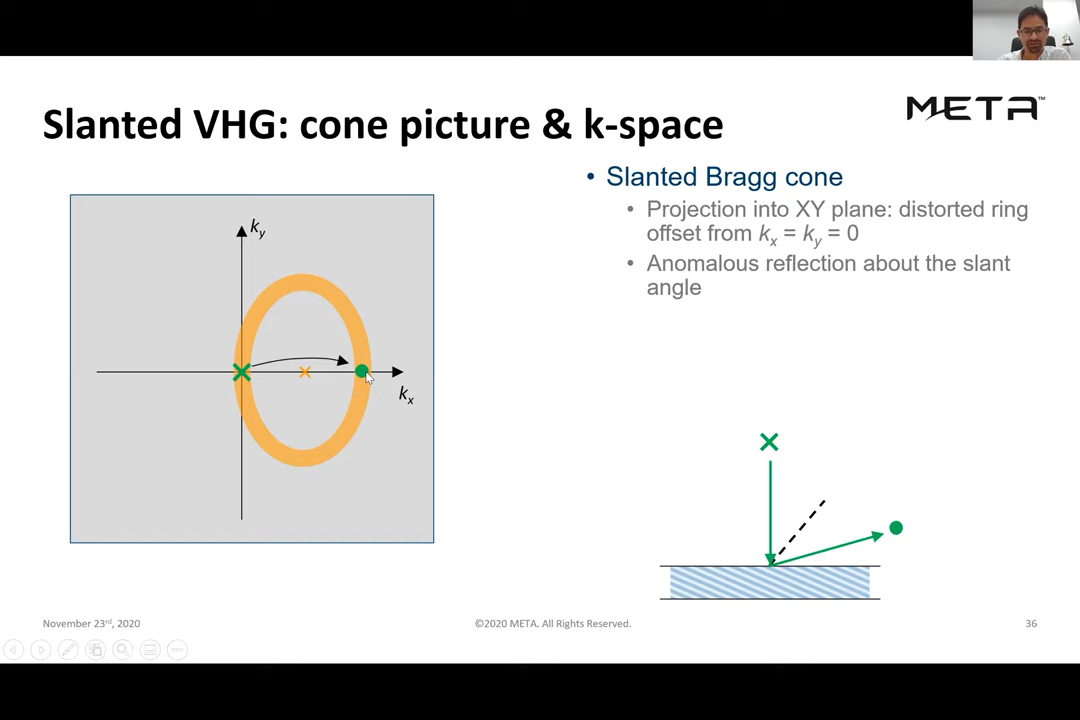 Slanted VHG: cone picture & k-space
META™
• Slanted Bragg cone
• Projection into XY plane: distorted ring
offset from kx = ky = 0
• Anomalous reflection about the slant
angle
ky
kx
November 23rd, 2020
©2020 META. All Rights Reserved.
36